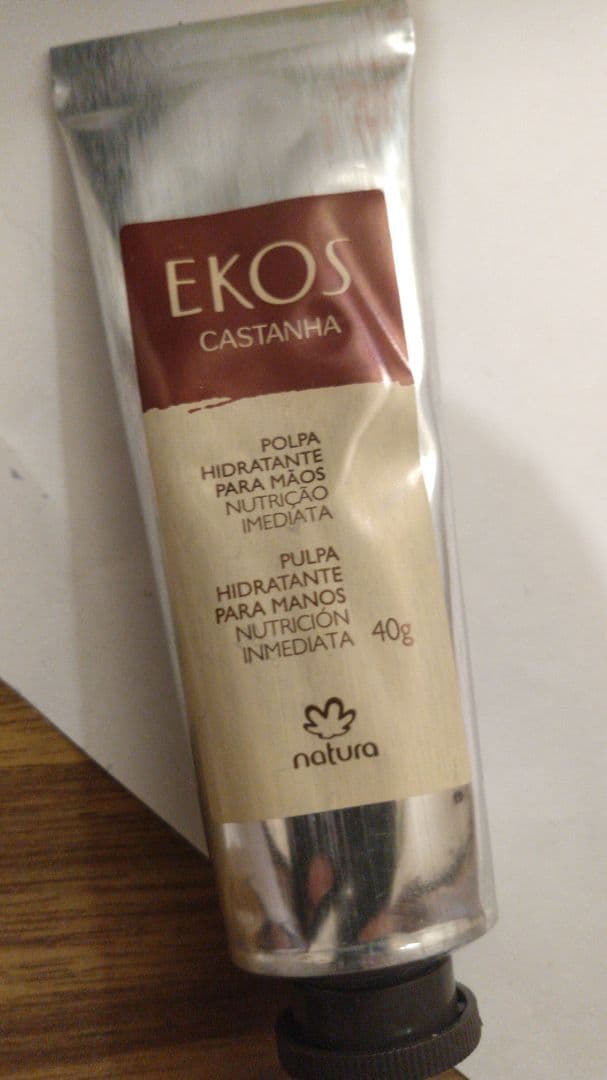 EKOS
CASTANHA
POLPA
HIDRATANTE
PARA MÃOS
NUTRIÇÃO
IMEDIATA
PULPA
HIDRATANTE
PARA MANOS
NUTRICIÓN
INMEDIATA 40g
natura